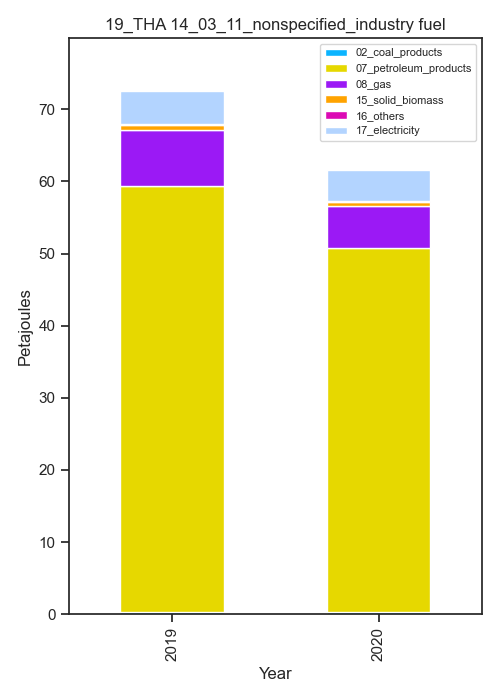 19_THA 14_03_11_nonspecified_industry fuel
02_coal_products
07_petroleum_products
08_gas
15_solid_biomass
16_others
17_electricity
70
60
50
40
30
20
10
0
Petajoules
2019
2020
Year